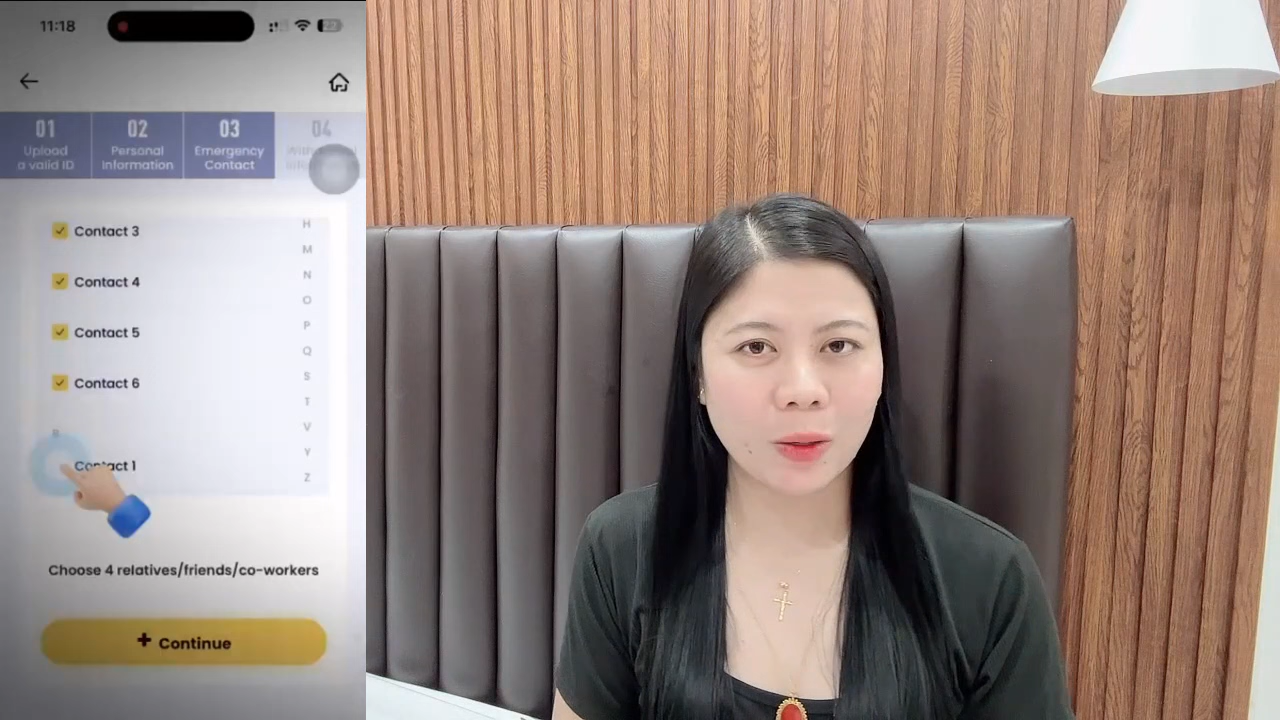 11:18
22
01
Upload
a valid ID
02
Personal
Information
03
Emergency
Contact
04
Contact 3
Contact 4
Contact 5
Contact 6
Contact 1
H
M
N
O
P
Q
S
T
V
Y
Z
Choose 4 relatives/friends/co-workers
+ Continue